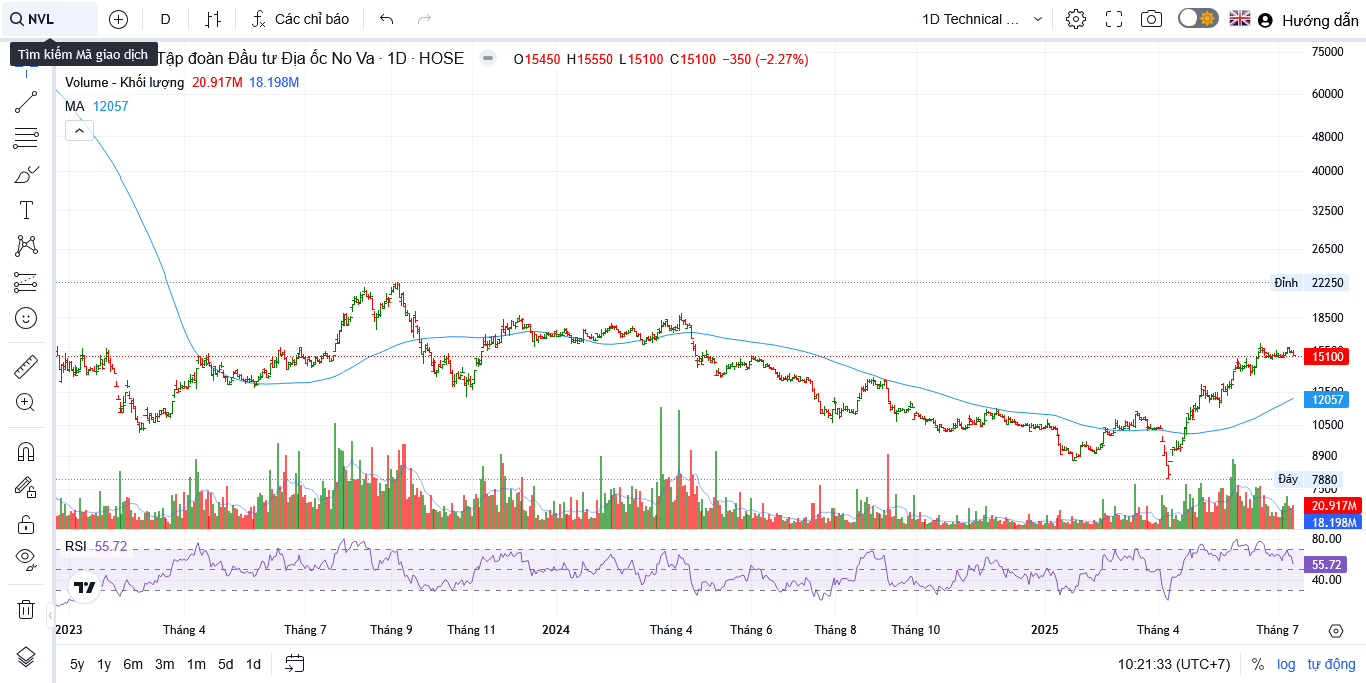 NVL D Các chỉ báo 1D Technical ... Hướng dẫn
Tìm kiếm Mã giao dịch
Tập đoàn Đầu tư Địa ốc No Va · 1D · HOSE O15450 H15550 L15100 C15100 −350 (−2.27%)
Volume - Khối lượng 20.917M 18.198M
MA 12057
75000
60000
48000
40000
32500
26500
Đỉnh 22250
18500
15100
12500
12057
10500
8900
Đáy 7880
7500
20.917M
18.198M
RSI 55.72
80.00
55.72
40.00
2023 Tháng 4 Tháng 7 Tháng 9 Tháng 11 2024 Tháng 4 Tháng 6 Tháng 8 Tháng 10 2025 Tháng 4 Tháng 7
5y 1y 6m 3m 1m 5d 1d 10:21:33 (UTC+7) % log tự động